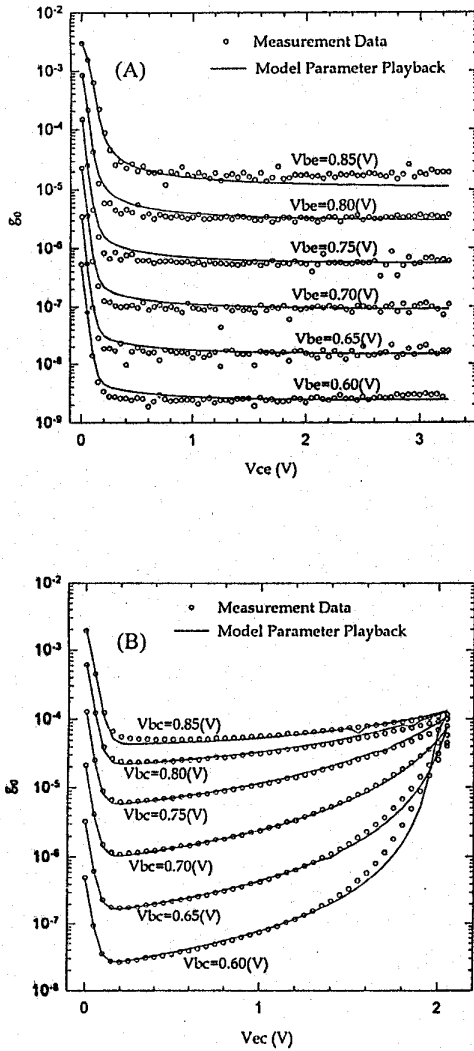 10⁻²
Measurement Data
(A)
Model Parameter Playback
10⁻³
10⁻⁴
Vbe=0.85(V)
10⁻⁵
Vbe=0.80(V)
g₀
10⁻⁶
Vbe=0.75(V)
Vbe=0.70(V)
10⁻⁷
Vbe=0.65(V)
10⁻⁸
Vbe=0.60(V)
10⁻⁹
0 1 2 3
Vce (V)
10⁻²
Measurement Data
(B)
Model Parameter Playback
10⁻³
10⁻⁴
Vbc=0.85(V)
Vbc=0.80(V)
g₀
10⁻⁵
Vbc=0.75(V)
10⁻⁶
Vbc=0.70(V)
Vbc=0.65(V)
10⁻⁷
Vbc=0.60(V)
10⁻⁸
0 1 2
Vec (V)